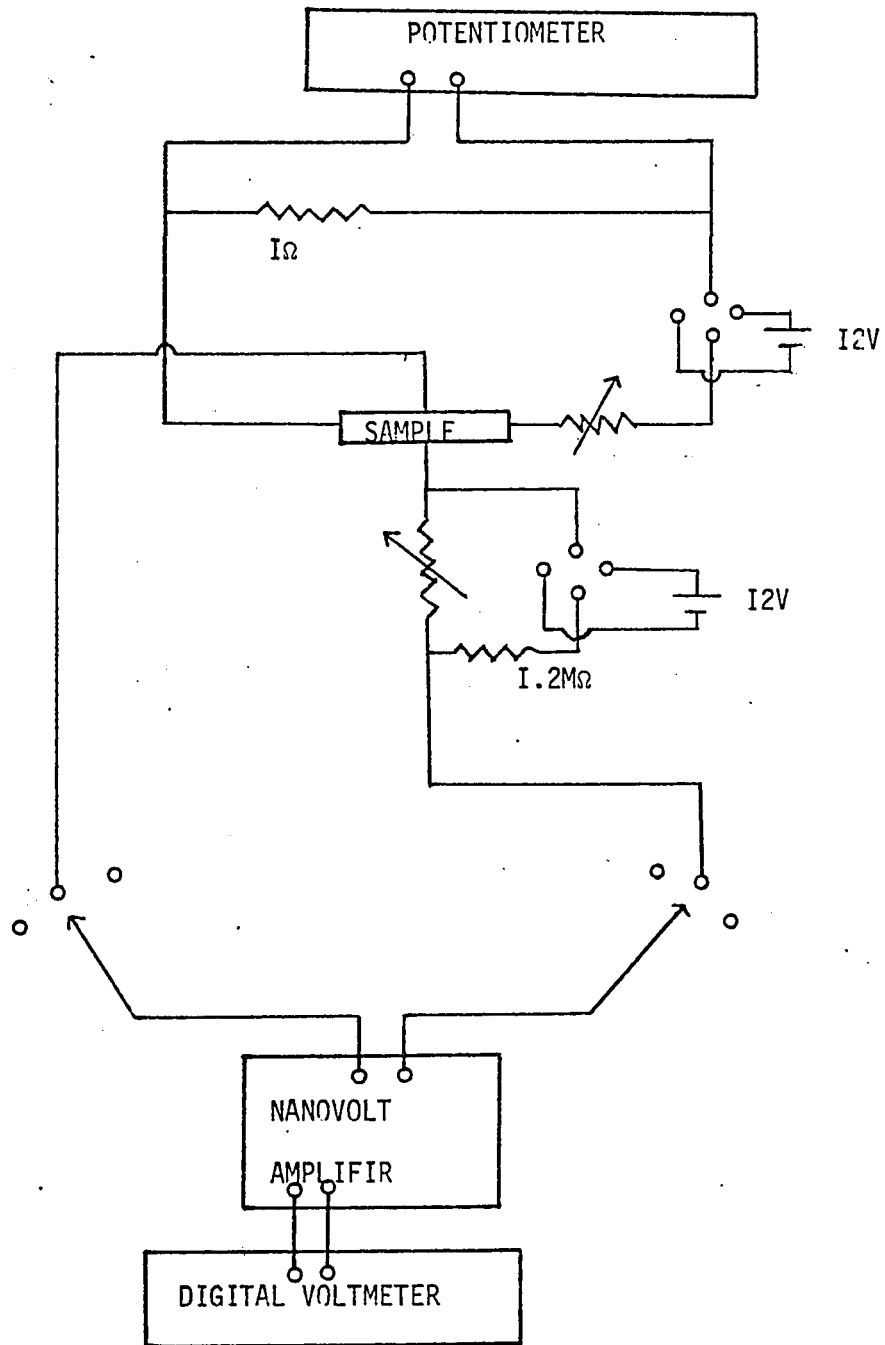 POTENTIOMETER
IΩ
I2V
SAMPLE
I2V
I.2MΩ
NANOVOLT
AMPLIFIR
DIGITAL VOLTMETER